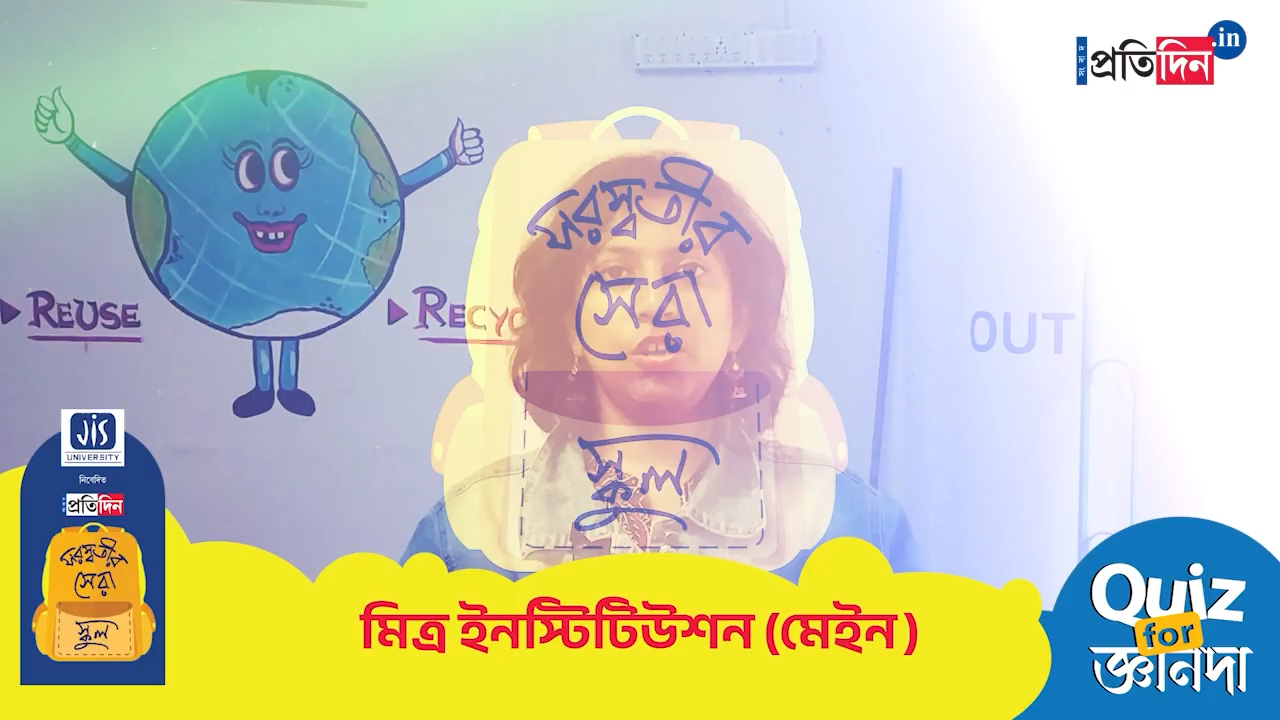 সংবাদ প্রতিদিন.in
সরস্বতীর
সেরা
স্কুল
REUSE
RECYC
OUT
JIS
UNIVERSITY
নিবেদিত
সংবাদ প্রতিদিন
সরস্বতীর
সেরা
স্কুল
মিত্র ইনস্টিটিউশন (মেইন)
Quiz
for
জ্ঞানদা